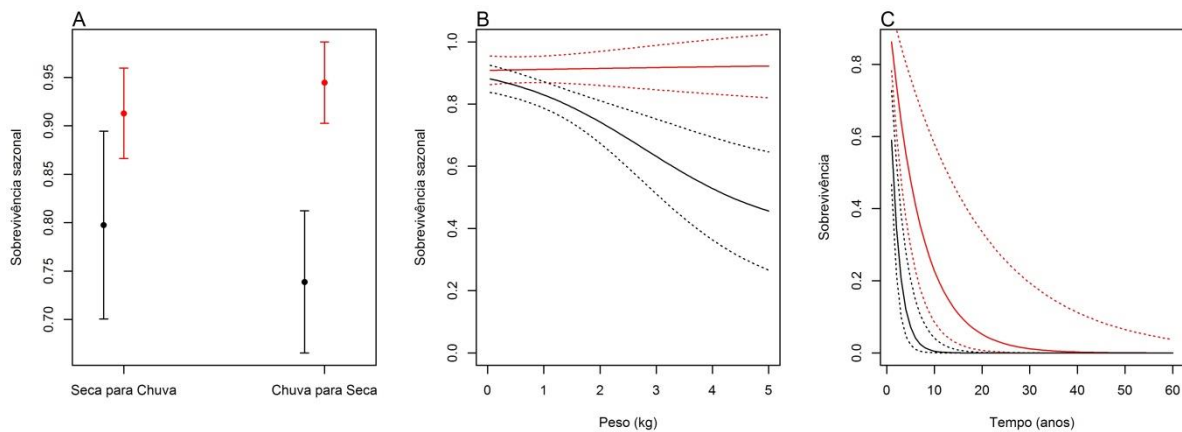 A
Sobrevivência sazonal
0.95
0.90
0.85
0.80
0.75
0.70
Seca para Chuva
Chuva para Seca
B
Sobrevivência sazonal
1.0
0.8
0.6
0.4
0.2
0.0
0 1 2 3 4 5
Peso (kg)
C
Sobrevivência
0.8
0.6
0.4
0.2
0.0
0 10 20 30 40 50 60
Tempo (anos)